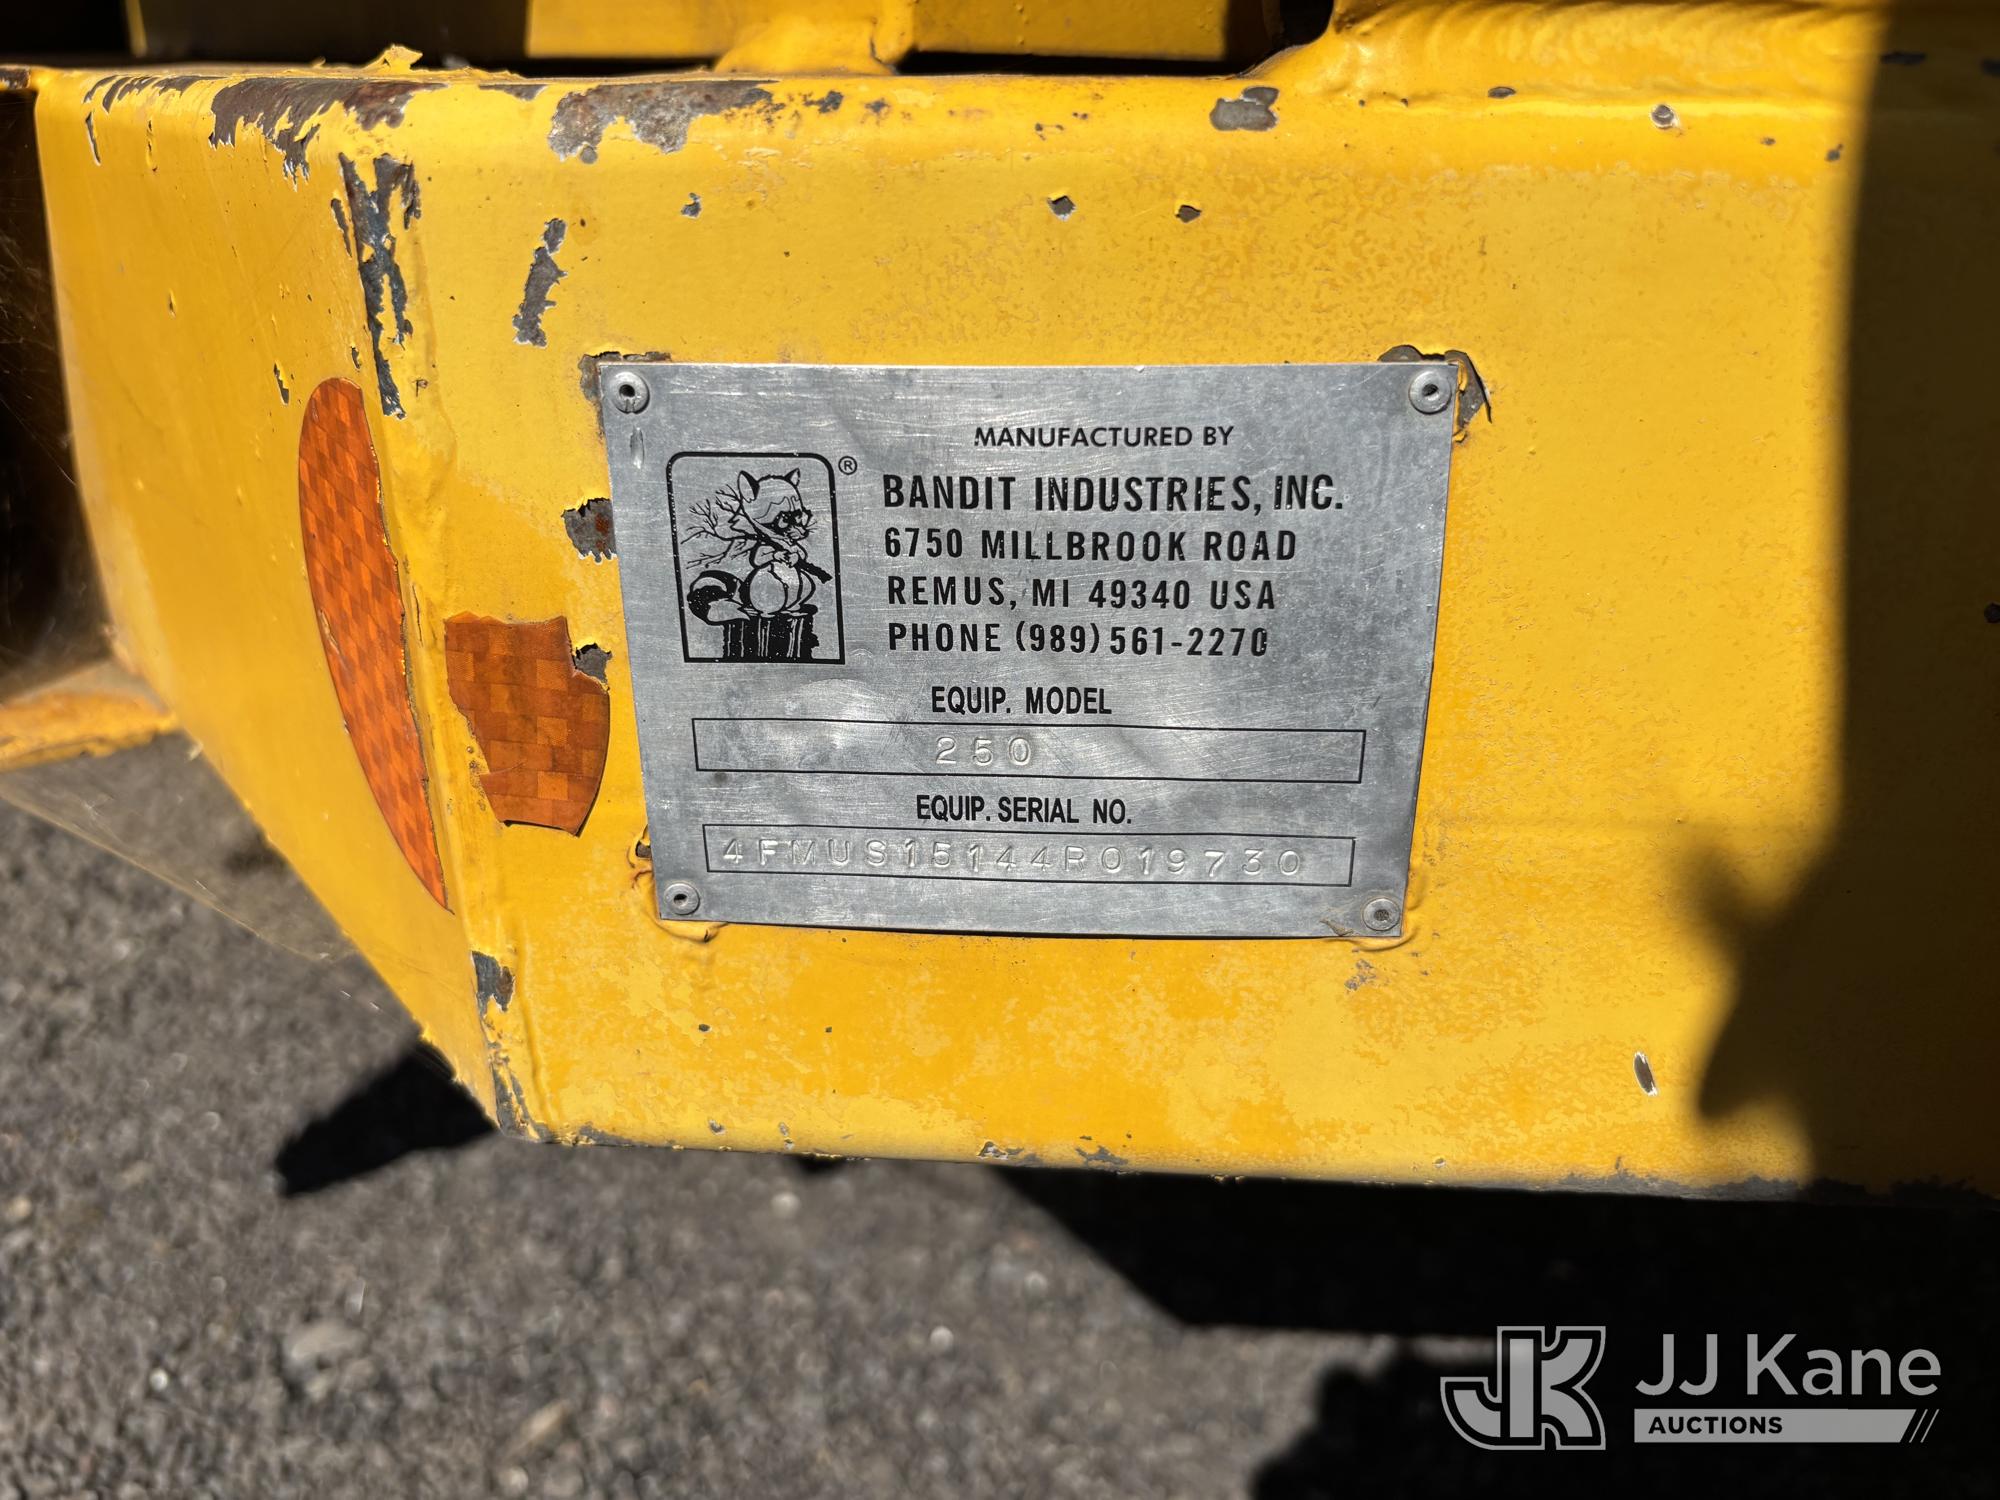 MANUFACTURED BY
®
BANDIT INDUSTRIES, INC.
6750 MILLBROOK ROAD
REMUS, MI 49340 USA
PHONE (989) 561-2270
EQUIP. MODEL
250
EQUIP. SERIAL NO.
4FMUS15144R019730
JJ Kane
AUCTIONS